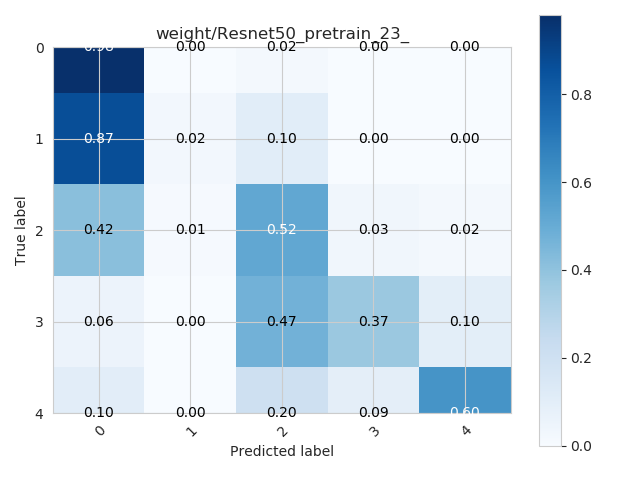 weight/Resnet50_pretrain_23_
0 0.98 0.00 0.02 0.00 0.00
1 0.87 0.02 0.10 0.00 0.00
2 0.42 0.01 0.52 0.03 0.02
3 0.06 0.00 0.47 0.37 0.10
4 0.10 0.00 0.20 0.09 0.60
0 1 2 3 4
True label
Predicted label
0.8
0.6
0.4
0.2
0.0